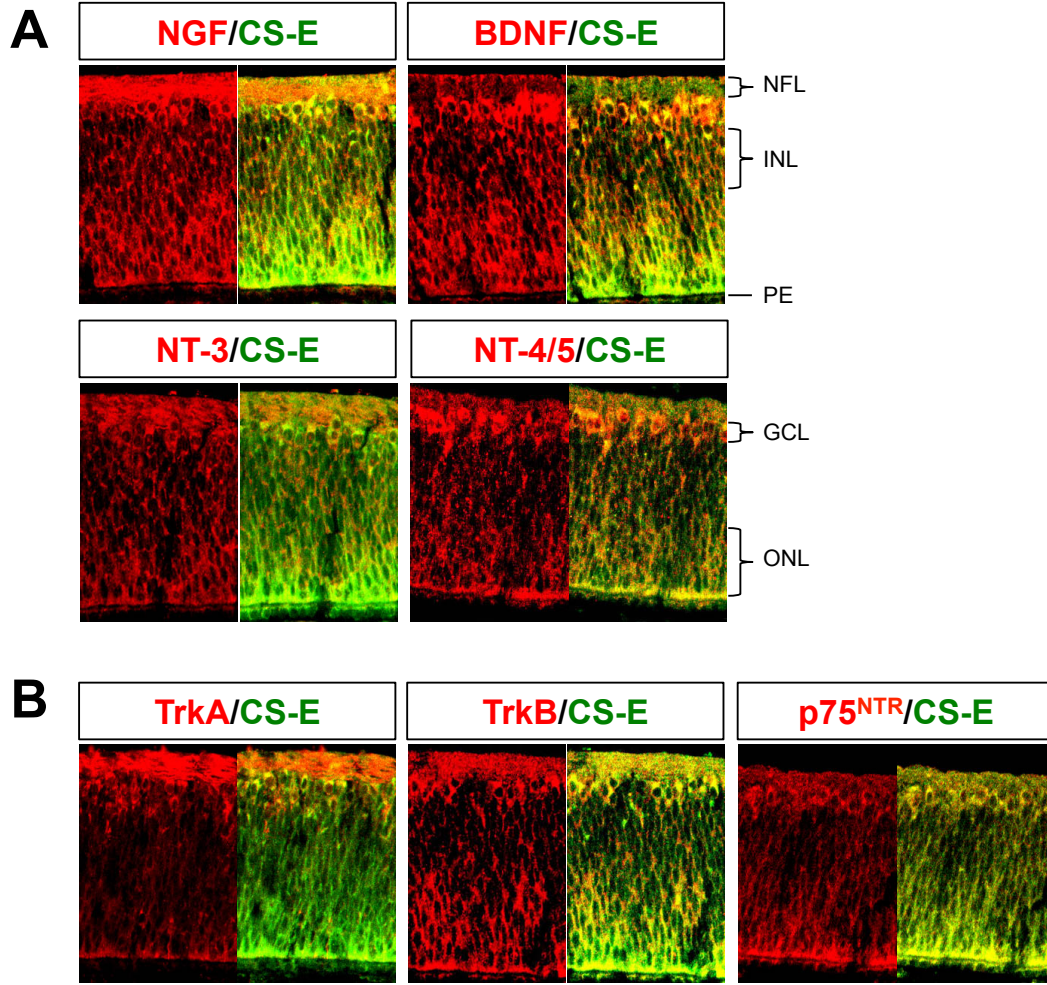 A
NGF/CS-E
BDNF/CS-E
NFL
INL
PE
NT-3/CS-E
NT-4/5/CS-E
GCL
ONL
B
TrkA/CS-E
TrkB/CS-E
p75NTR/CS-E